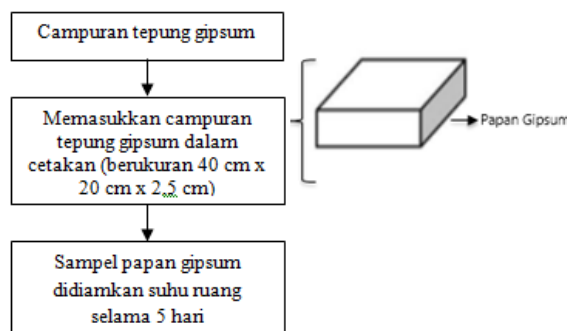 Campuran tepung gipsum
Memasukkan campuran
tepung gipsum dalam
cetakan (berukuran 40 cm x
20 cm x 2,5 cm)
Papan Gipsum
Sampel papan gipsum
didiamkan suhu ruang
selama 5 hari